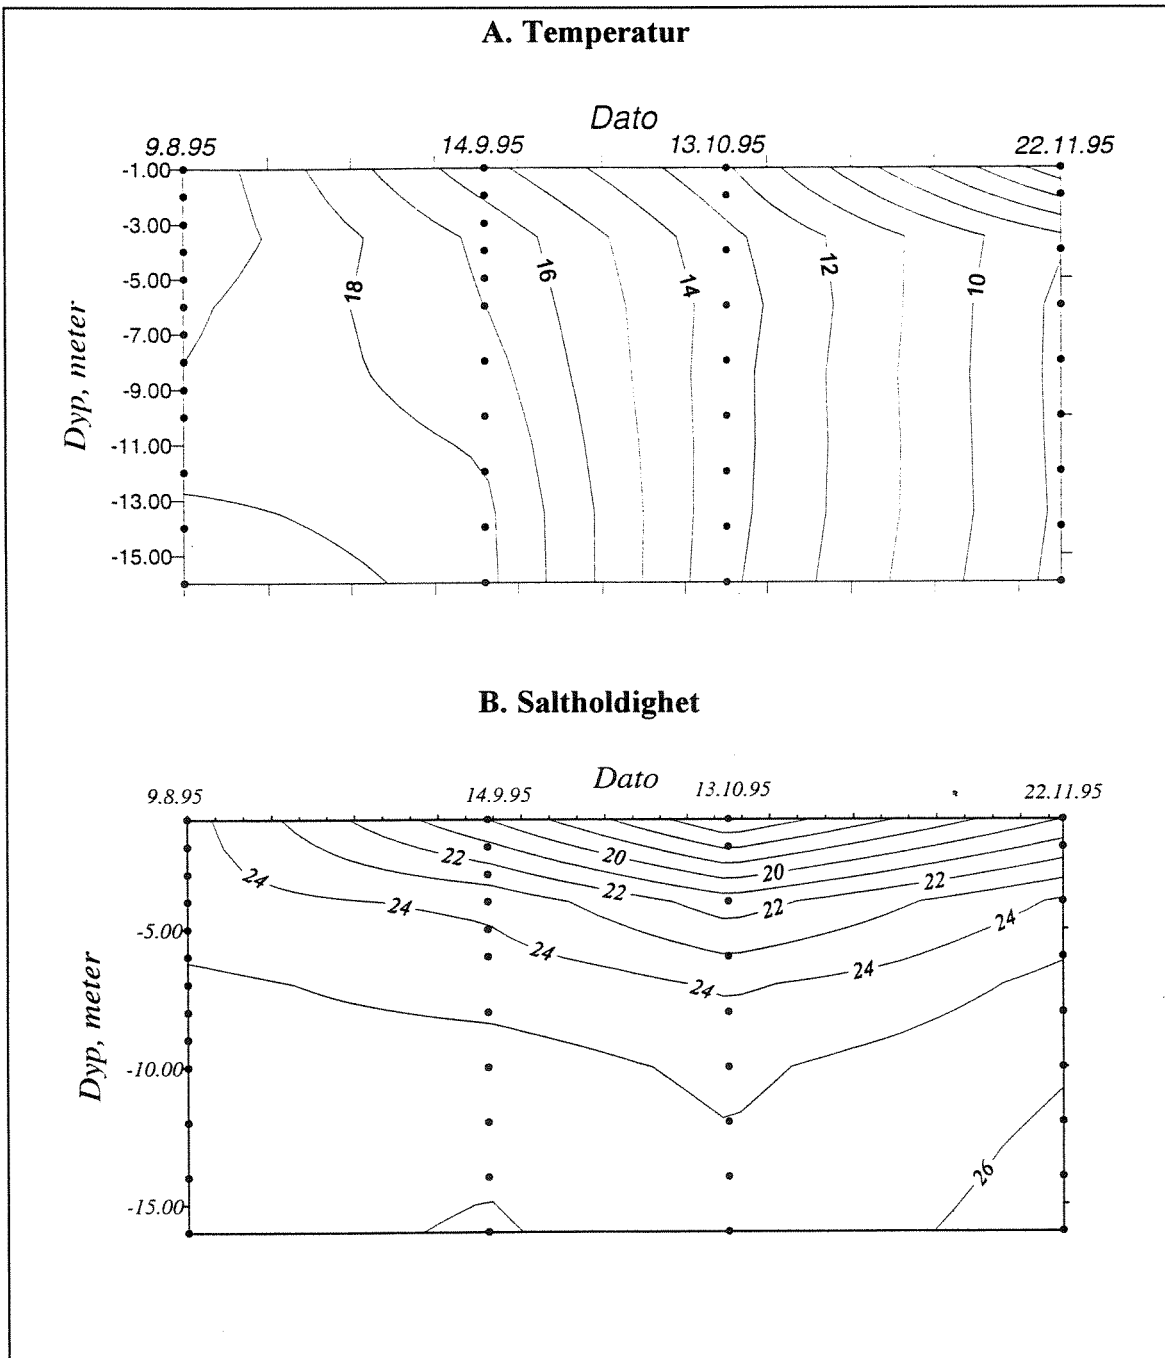 A. Temperatur
Dato
9.8.95 14.9.95 13.10.95 22.11.95
-1.00
-3.00
-5.00
-7.00
-9.00
-11.00
-13.00
-15.00
Dyp, meter
18 16 14 12 10
B. Saltholdighet
Dato
9.8.95 14.9.95 13.10.95 22.11.95
-5.00
-10.00
-15.00
Dyp, meter
22 20 20 22
24 22 22
24 24
24 24 24
26